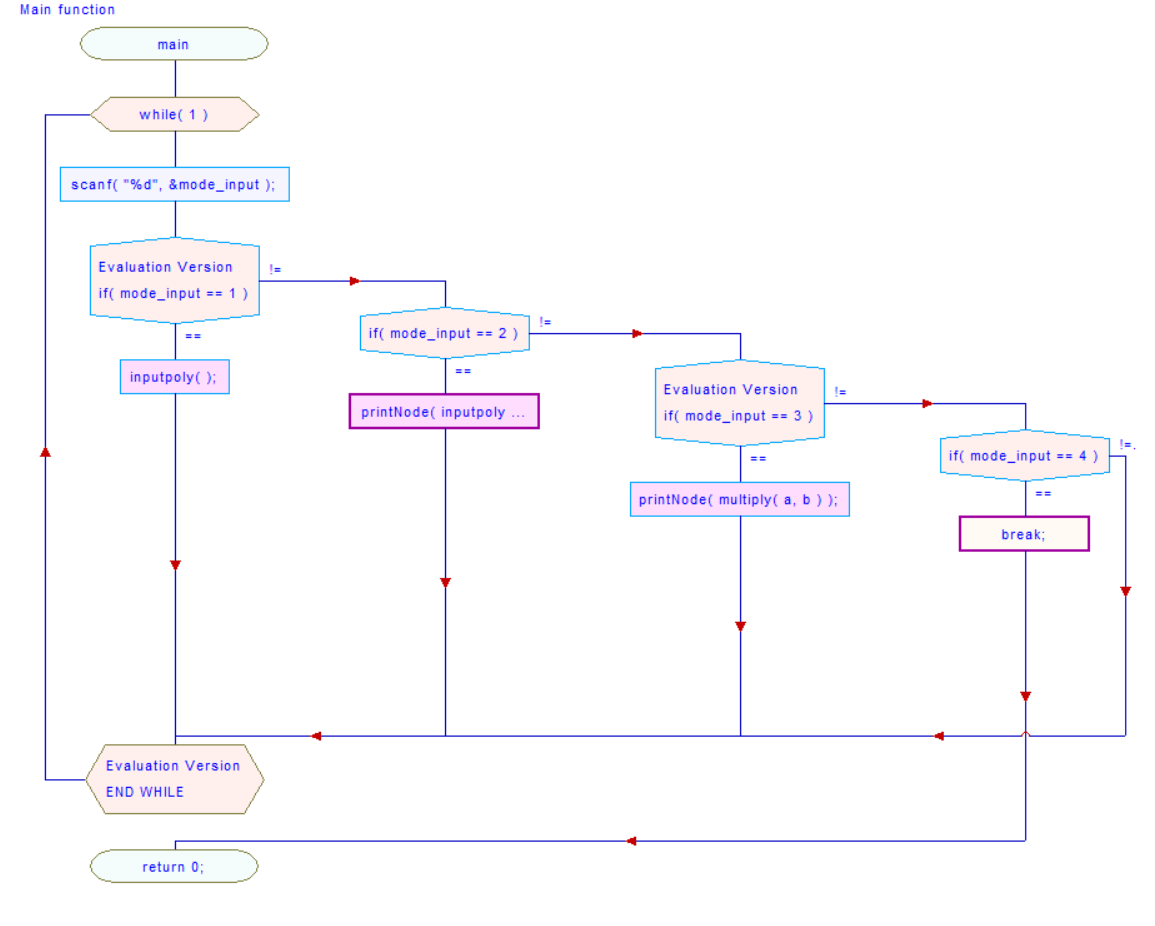 Main function
main
while( 1 )
scanf( "%d", &mode_input );
Evaluation Version
if( mode_input == 1 )
!=
==
inputpoly( );
if( mode_input == 2 )
!=
==
printNode( inputpoly ...
Evaluation Version
if( mode_input == 3 )
!=
==
printNode( multiply( a, b ) );
if( mode_input == 4 )
!=.
==
break;
Evaluation Version
END WHILE
return 0;